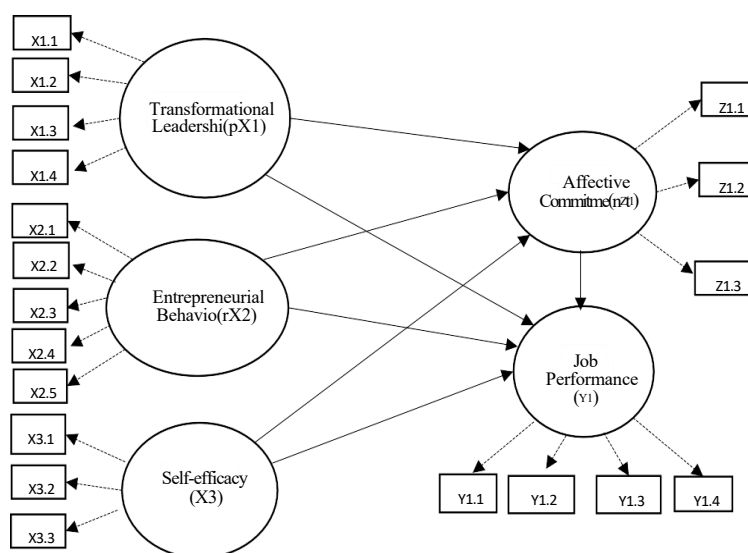 X1.1
X1.2
X1.3
X1.4
Transformational
Leadershi(pX1)
X2.1
X2.2
X2.3
X2.4
X2.5
Entrepreneurial
Behavio(rX2)
X3.1
X3.2
X3.3
Self-efficacy
(X3)
Affective
Commitme(nZ1)
Z1.1
Z1.2
Z1.3
Job
Performance
(Y1)
Y1.1
Y1.2
Y1.3
Y1.4